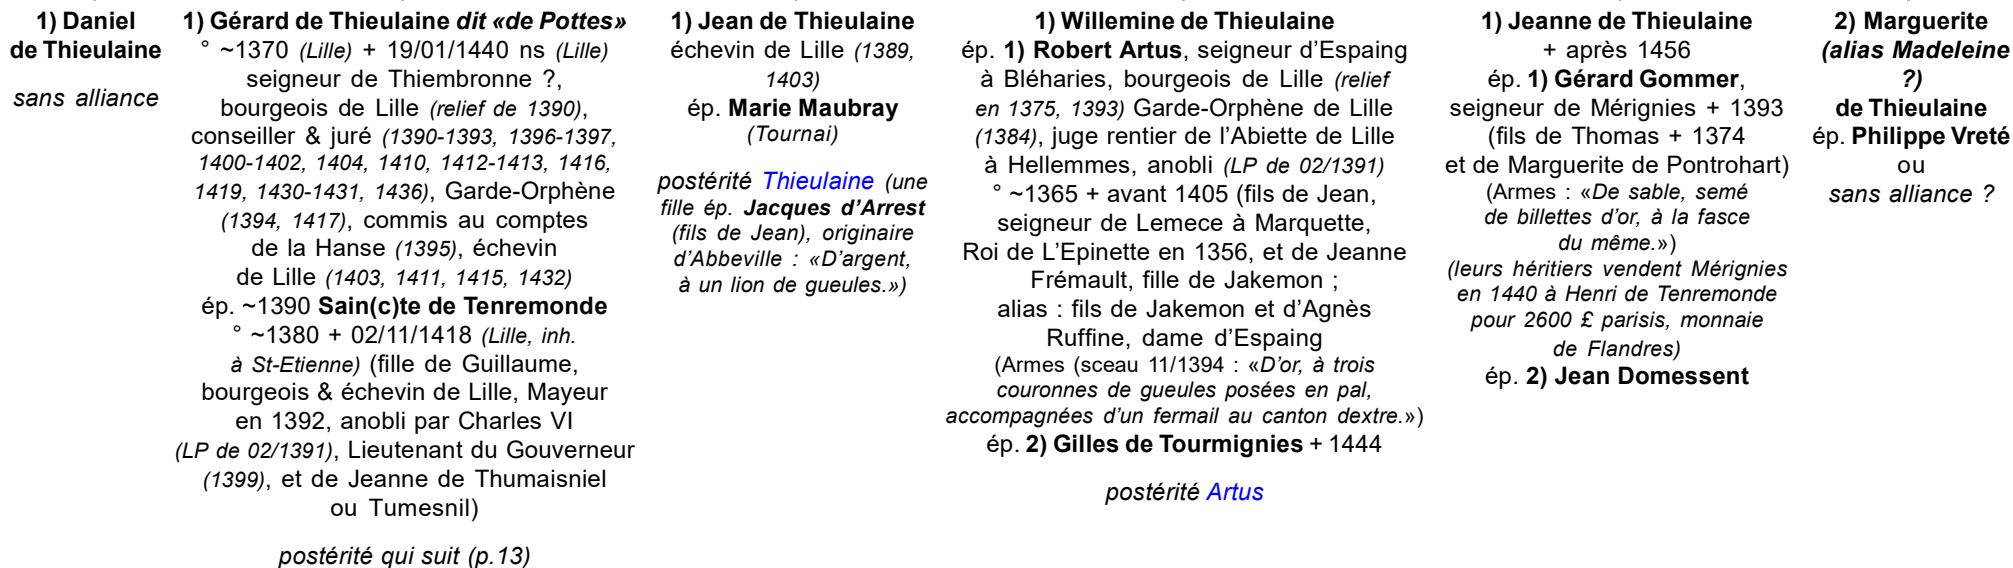 1) Daniel
de Thieulaine
sans alliance
1) Gérard de Thieulaine dit «de Pottes»
° ~1370 (Lille) + 19/01/1440 ns (Lille)
seigneur de Thiembronne ?,
bourgeois de Lille (relief de 1390),
conseiller & juré (1390-1393, 1396-1397,
1400-1402, 1404, 1410, 1412-1413, 1416,
1419, 1430-1431, 1436), Garde-Orphène
(1394, 1417), commis au comptes
de la Hanse (1395), échevin
de Lille (1403, 1411, 1415, 1432)
ép. ~1390 Sain(c)te de Tenremonde
° ~1380 + 02/11/1418 (Lille, inh.
à St-Etienne) (fille de Guillaume,
bourgeois & échevin de Lille, Mayeur
en 1392, anobli par Charles VI
(LP de 02/1391), Lieutenant du Gouverneur
(1399), et de Jeanne de Thumaisniel
ou Tumesnil)
postérité qui suit (p.13)
1) Jean de Thieulaine
échevin de Lille (1389,
1403)
ép. Marie Maubray
(Tournai)
postérité Thieulaine (une
fille ép. Jacques d'Arrest
(fils de Jean), originaire
d'Abbeville : «D'argent,
à un lion de gueules.»)
1) Willemine de Thieulaine
ép. 1) Robert Artus, seigneur d'Espaing
à Bléharies, bourgeois de Lille (relief
en 1375, 1393) Garde-Orphène de Lille
(1384), juge rentier de l'Abiette de Lille
à Hellemmes, anobli (LP de 02/1391)
° ~1365 + avant 1405 (fils de Jean,
seigneur de Lemece à Marquette,
Roi de L'Epinette en 1356, et de Jeanne
Frémault, fille de Jakemon ;
alias : fils de Jakemon et d'Agnès
Ruffine, dame d'Espaing
(Armes (sceau 11/1394 : «D'or, à trois
couronnes de gueules posées en pal,
accompagnées d'un fermail au canton dextre.»)
ép. 2) Gilles de Tourmignies + 1444
postérité Artus
1) Jeanne de Thieulaine
+ après 1456
ép. 1) Gérard Gommer,
seigneur de Mérignies + 1393
(fils de Thomas + 1374
et de Marguerite de Pontrohart)
(Armes : «De sable, semé
de billettes d'or, à la fasce
du même.»)
(leurs héritiers vendent Mérignies
en 1440 à Henri de Tenremonde
pour 2600 £ parisis, monnaie
de Flandres)
ép. 2) Jean Domessent
2) Marguerite
(alias Madeleine
?)
de Thieulaine
ép. Philippe Vreté
ou
sans alliance ?